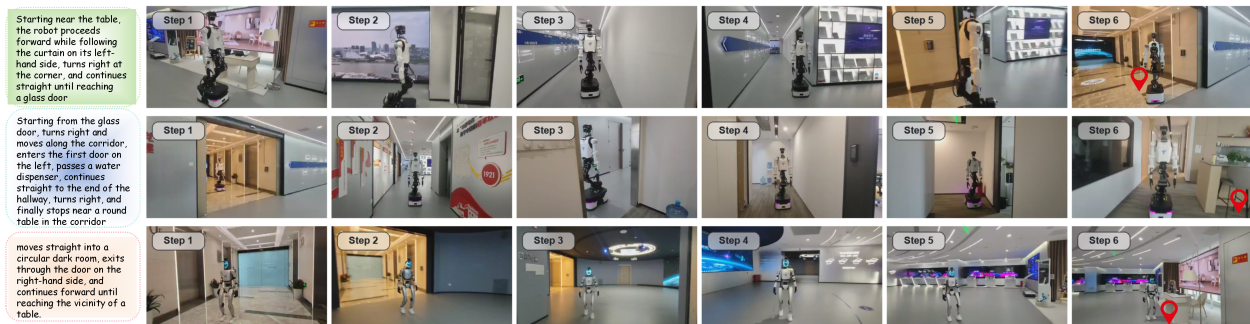 Starting near the table,
the robot proceeds
forward while following
the curtain on its left-
hand side, turns right at
the corner, and continues
straight until reaching
a glass door
Step 1
Step 2
Step 3
Step 4
Step 5
Step 6
Starting from the glass
door, turns right and
moves along the corridor,
enters the first door on
the left, passes a water
dispenser, continues
straight to the end of the
hallway, turns right, and
finally stops near a round
table in the corridor
Step 1
Step 2
1921
Step 3
Step 4
Step 5
Step 6
moves straight into a
circular dark room, exits
through the door on the
right-hand side, and
continues forward until
reaching the vicinity of a
table.
Step 1
Step 2
Step 3
Step 4
Step 5
Step 6